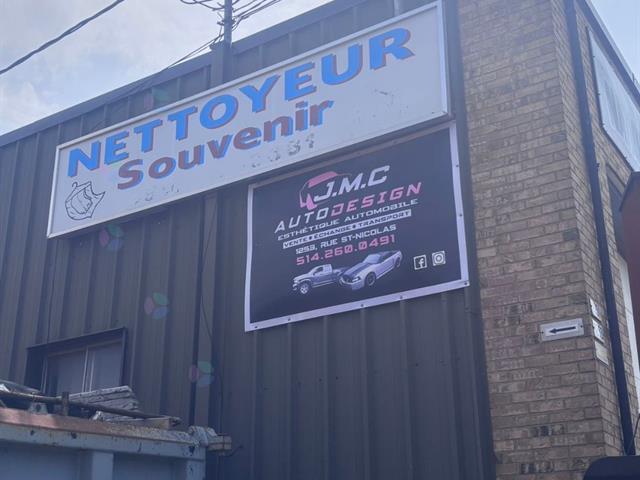 NETTOYEUR
Souvenir
J.M.C
AUTODESIGN
ESTHÉTIQUE AUTOMOBILE
VENTE • ÉCHANGE • TRANSPORT
1253, RUE ST-NICOLAS
514.260.0491